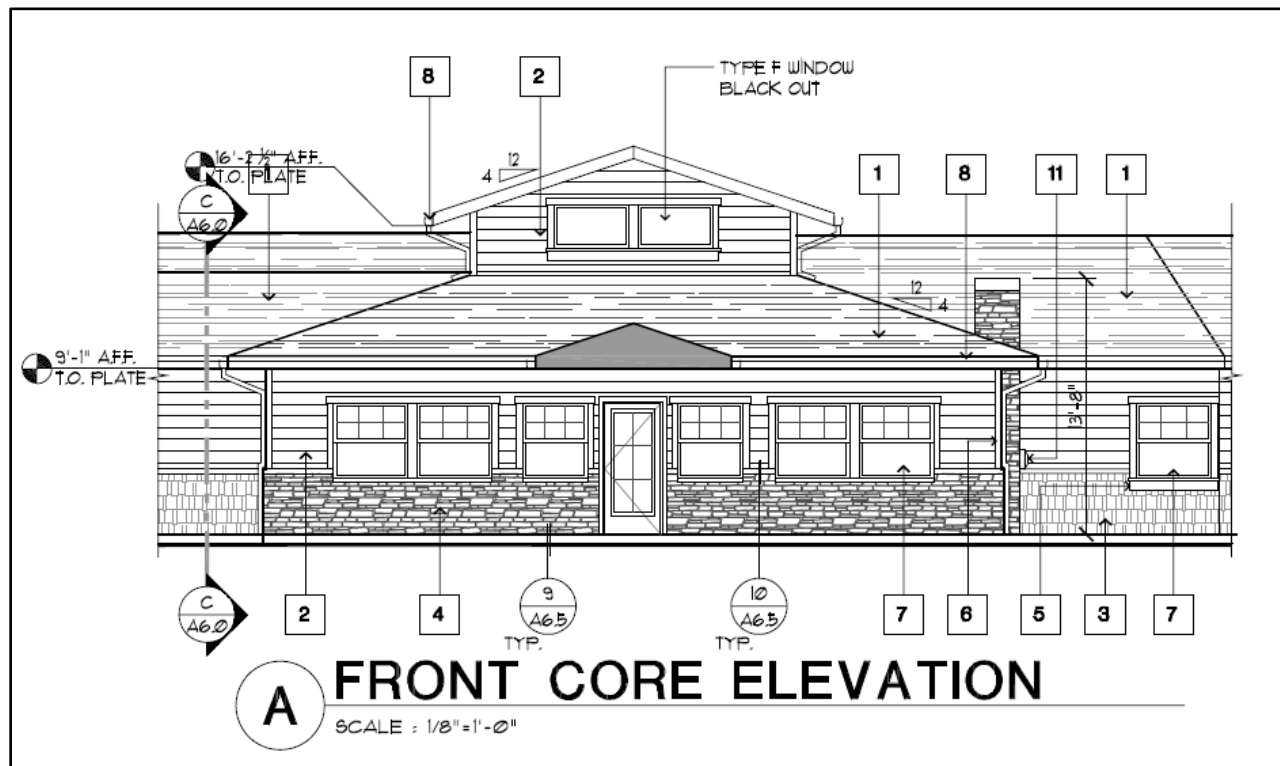 8
2
TYPE F WINDOW
BLACK OUT
16'-2 ½" A.F.F.
T.O. PLATE
1
12
4
1
8
11
1
C
A6.0
12
4
9'-1" A.F.F.
T.O. PLATE
13'-8"
C
A6.0
2
4
9
A6.5
TYP.
10
A6.5
TYP.
7
6
5
3
7
A
FRONT CORE ELEVATION
SCALE : 1/8"=1'-0"